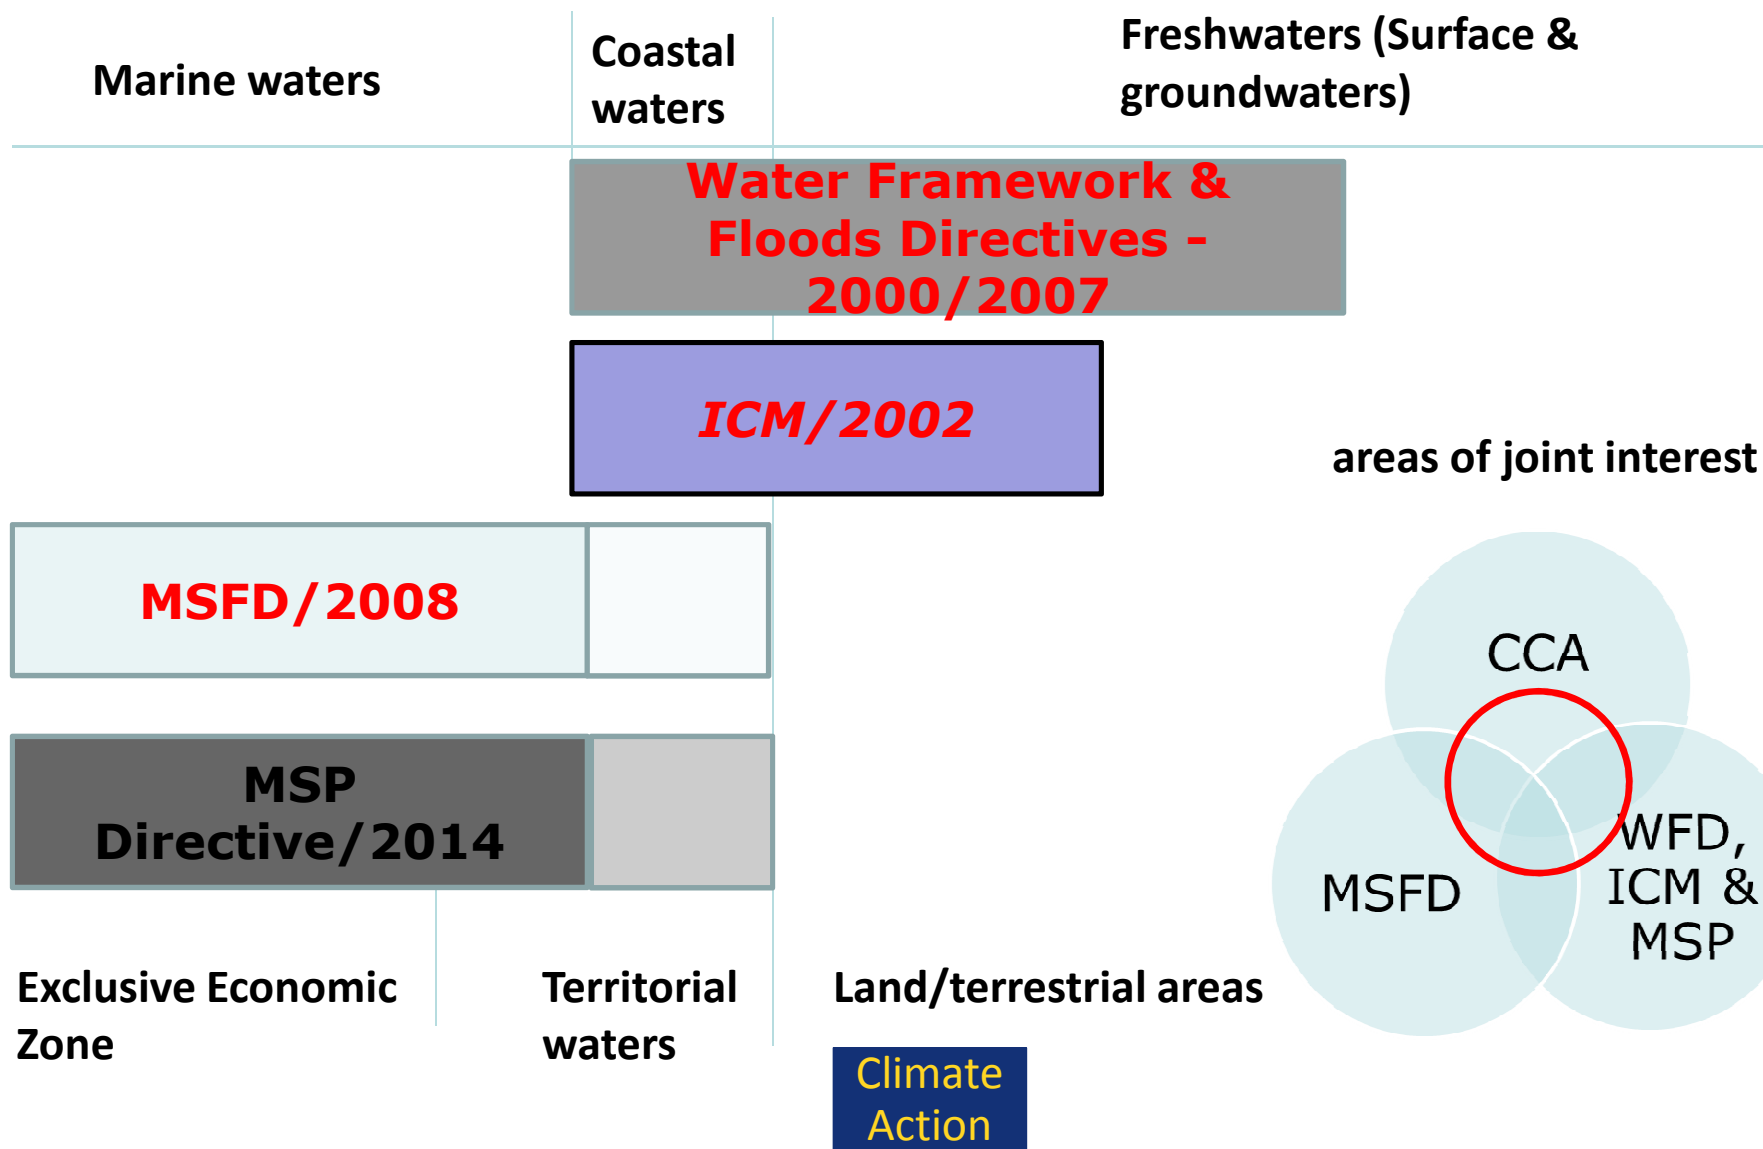 Marine waters
Coastal
waters
Freshwaters (Surface &
groundwaters)
Water Framework &
Floods Directives -
2000/2007
ICM/2002
areas of joint interest
MSFD/2008
MSP
Directive/2014
CCA
MSFD
WFD,
ICM &
MSP
Exclusive Economic
Zone
Territorial
waters
Land/terrestrial areas
Climate
Action